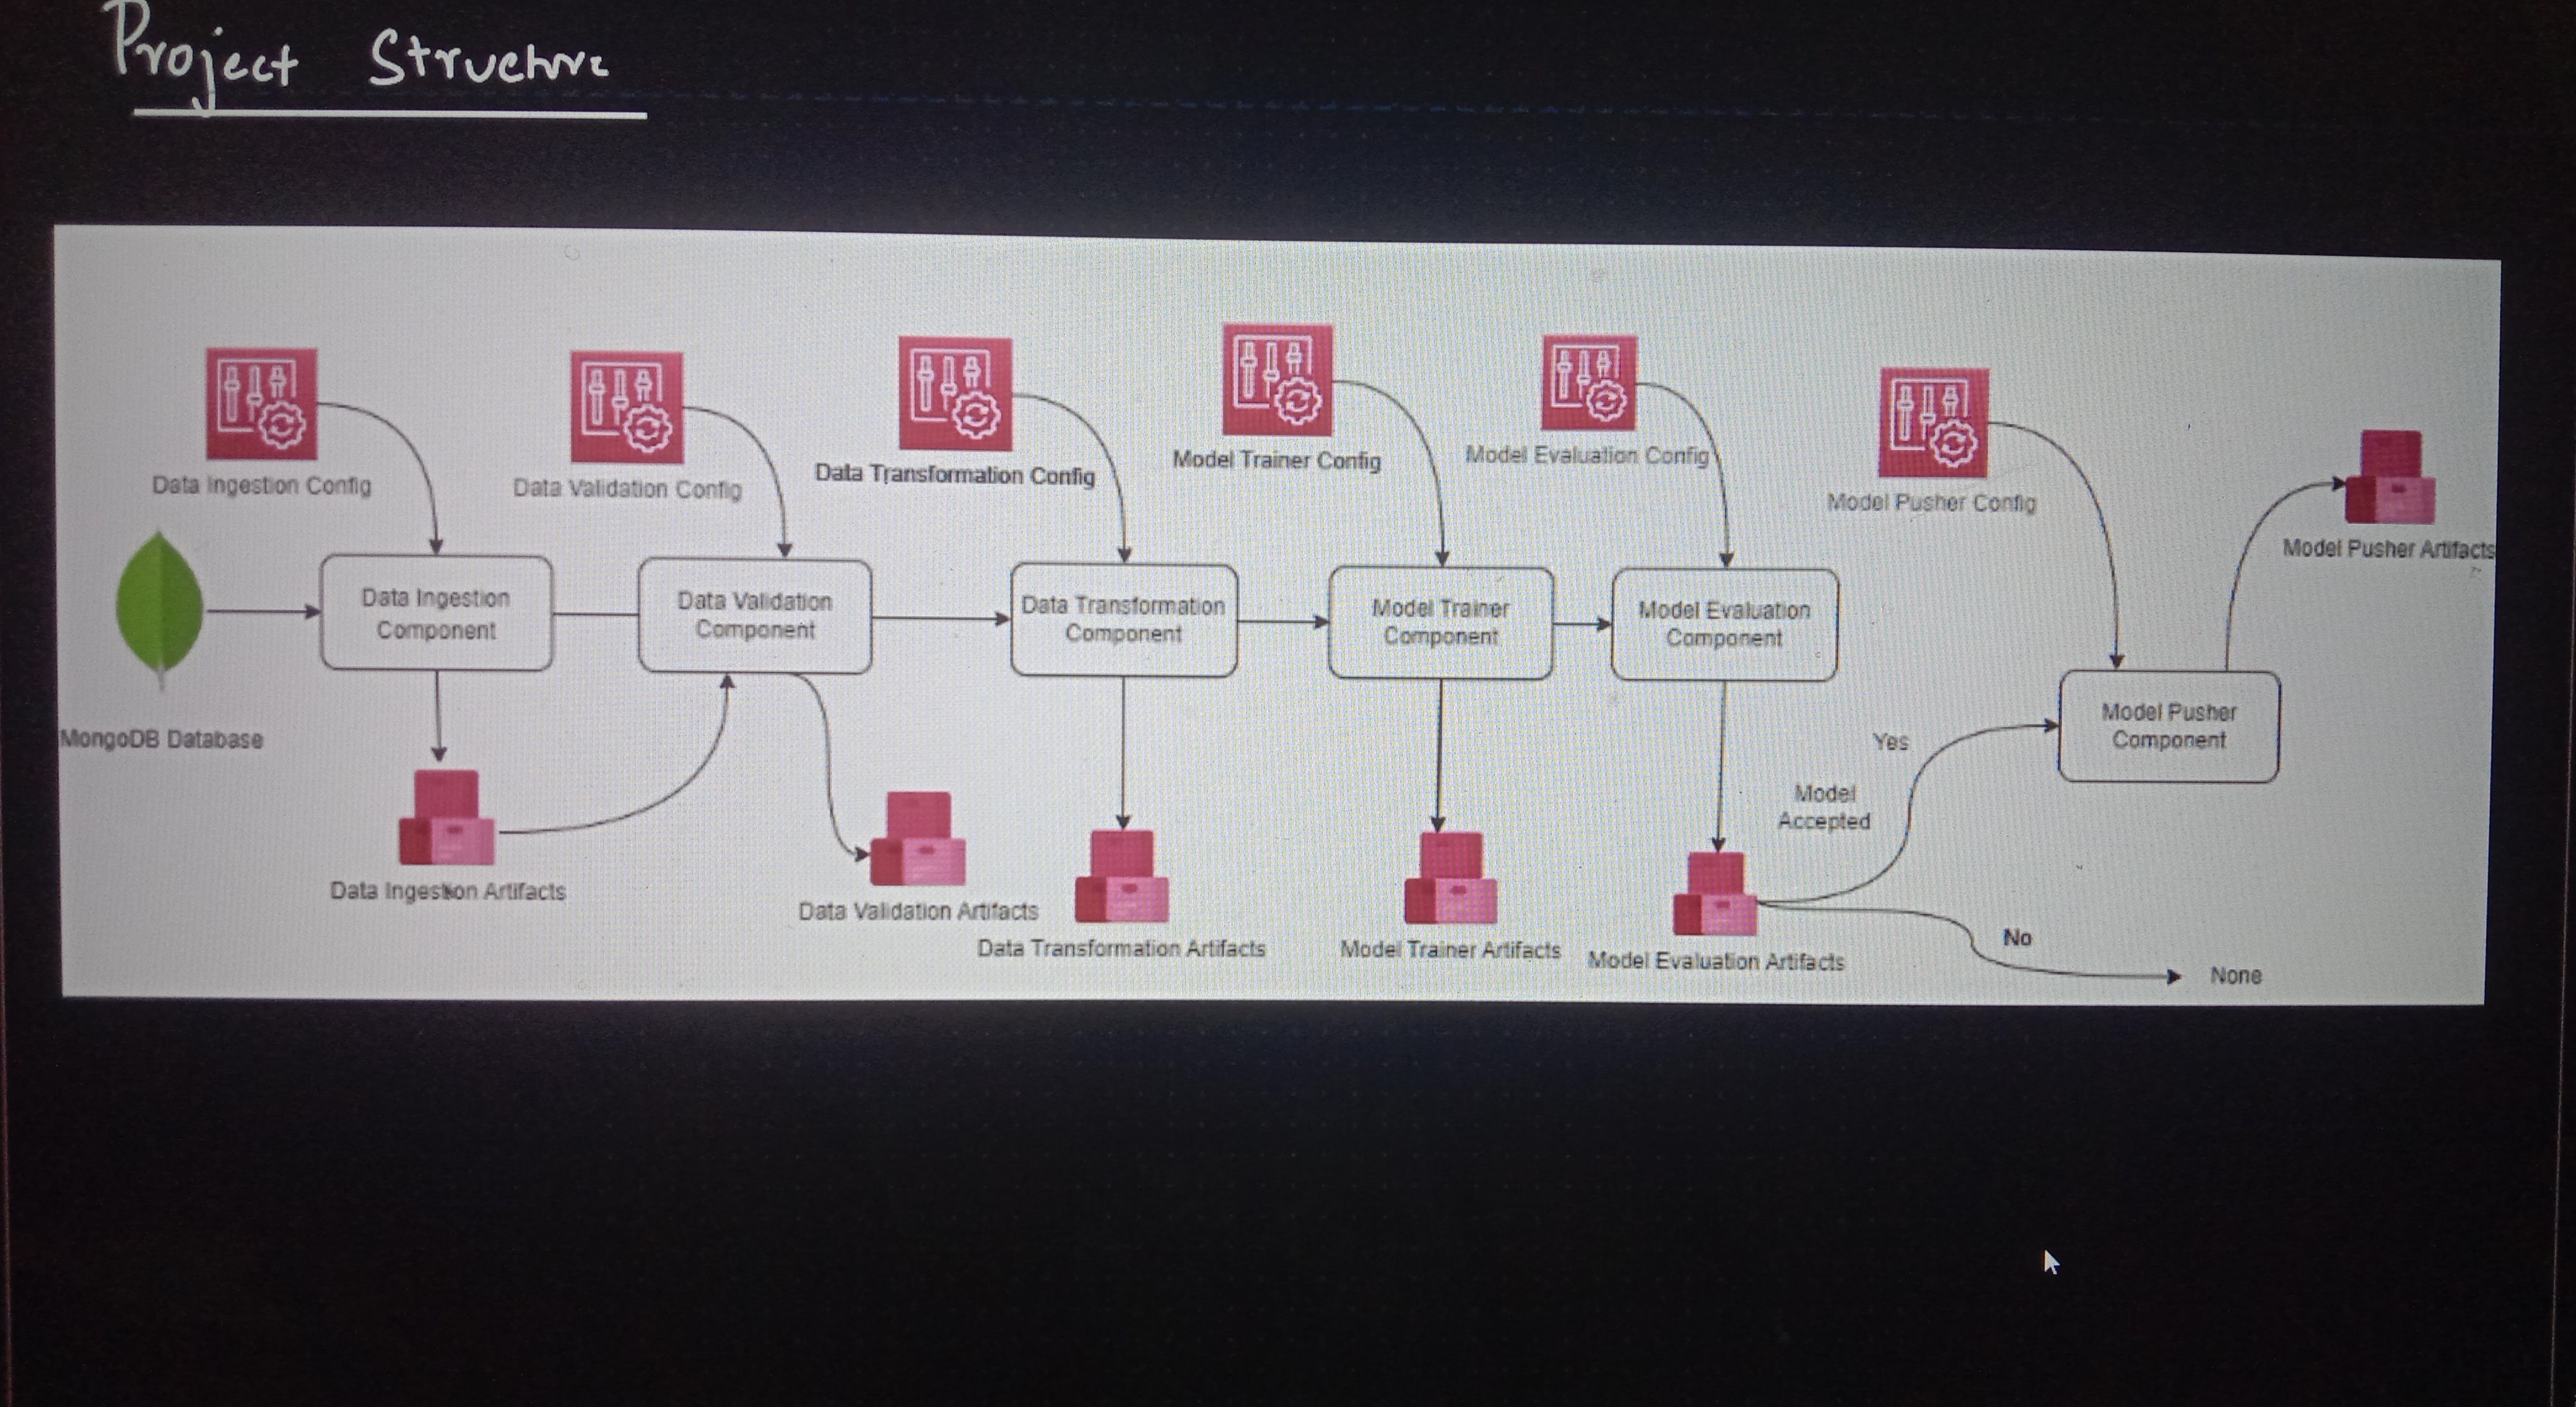 Project Structure
Data Ingestion Config
Data Validation Config
Data Transformation Config
Model Trainer Config
Model Evaluation Config
Model Pusher Config
Model Pusher Artifacts
MongoDB Database
Data Ingestion
Component
Data Validation
Component
Data Transformation
Component
Model Trainer
Component
Model Evaluation
Component
Model Pusher
Component
Yes
Model
Accepted
No
None
Data Ingestion Artifacts
Data Validation Artifacts
Data Transformation Artifacts
Model Trainer Artifacts
Model Evaluation Artifacts